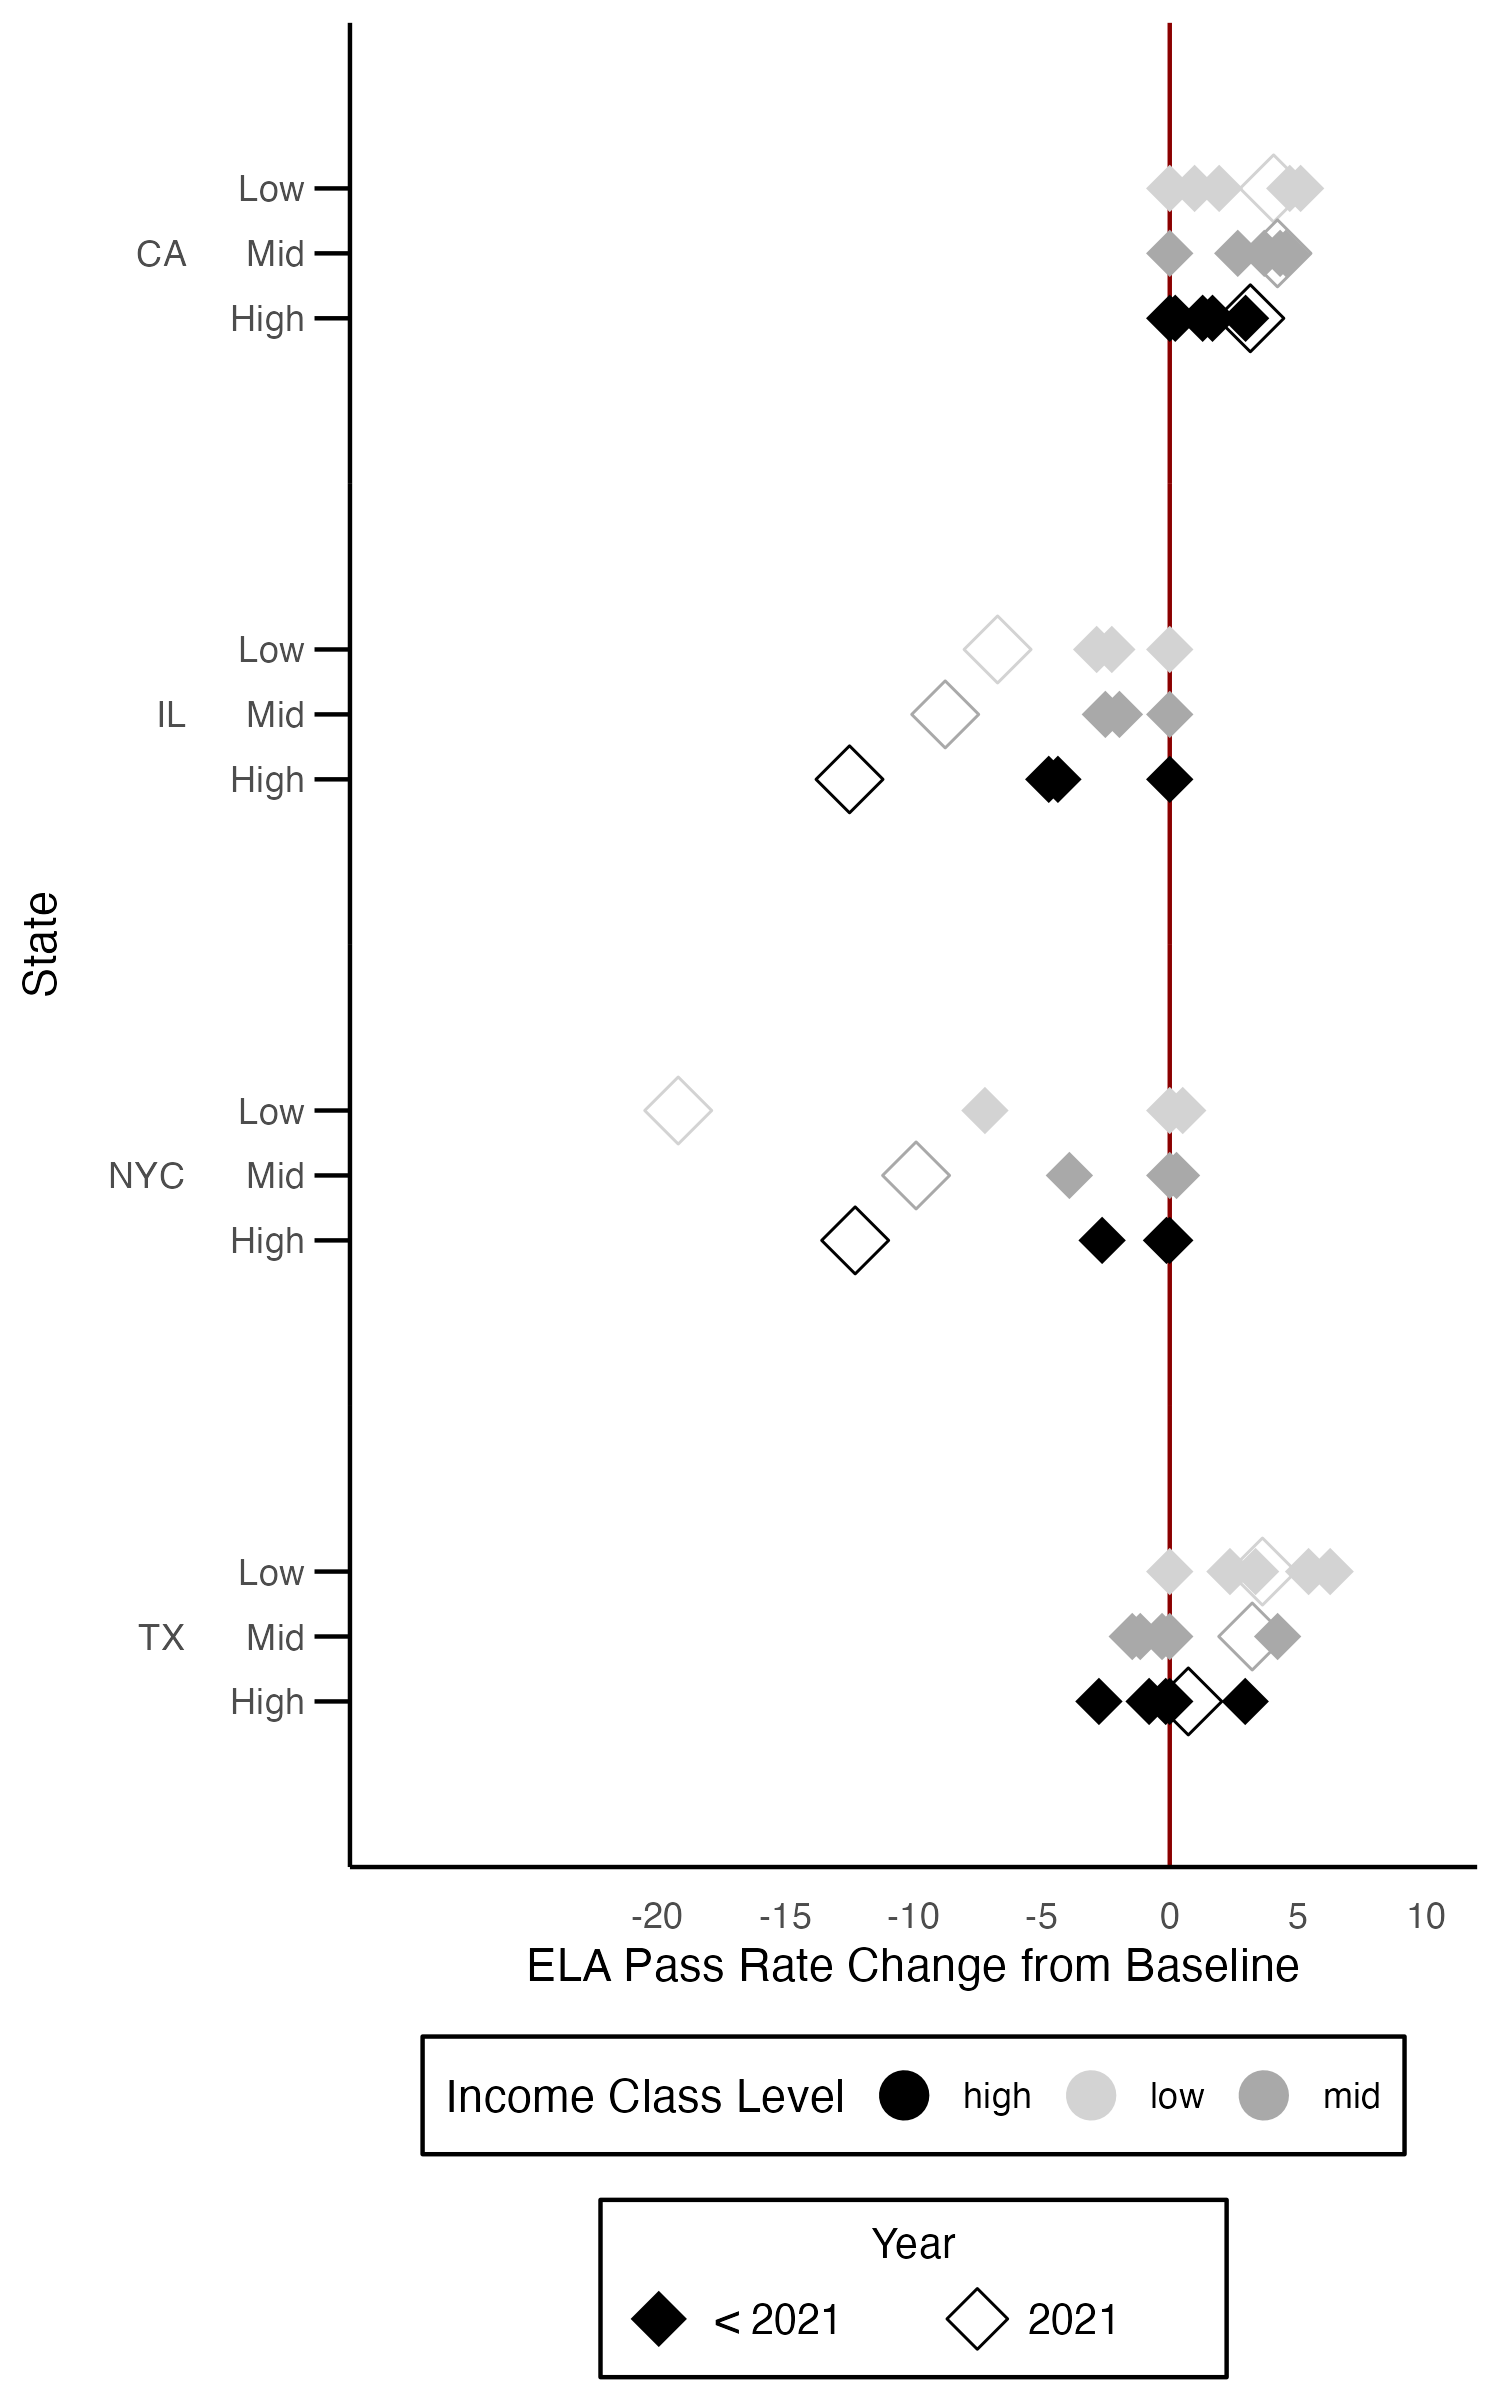 Low
CA Mid
High
Low
IL Mid
High
State
Low
NYC Mid
High
Low
TX Mid
High
-20 -15 -10 -5 0 5 10
ELA Pass Rate Change from Baseline
Income Class Level high low mid
Year
< 2021 2021